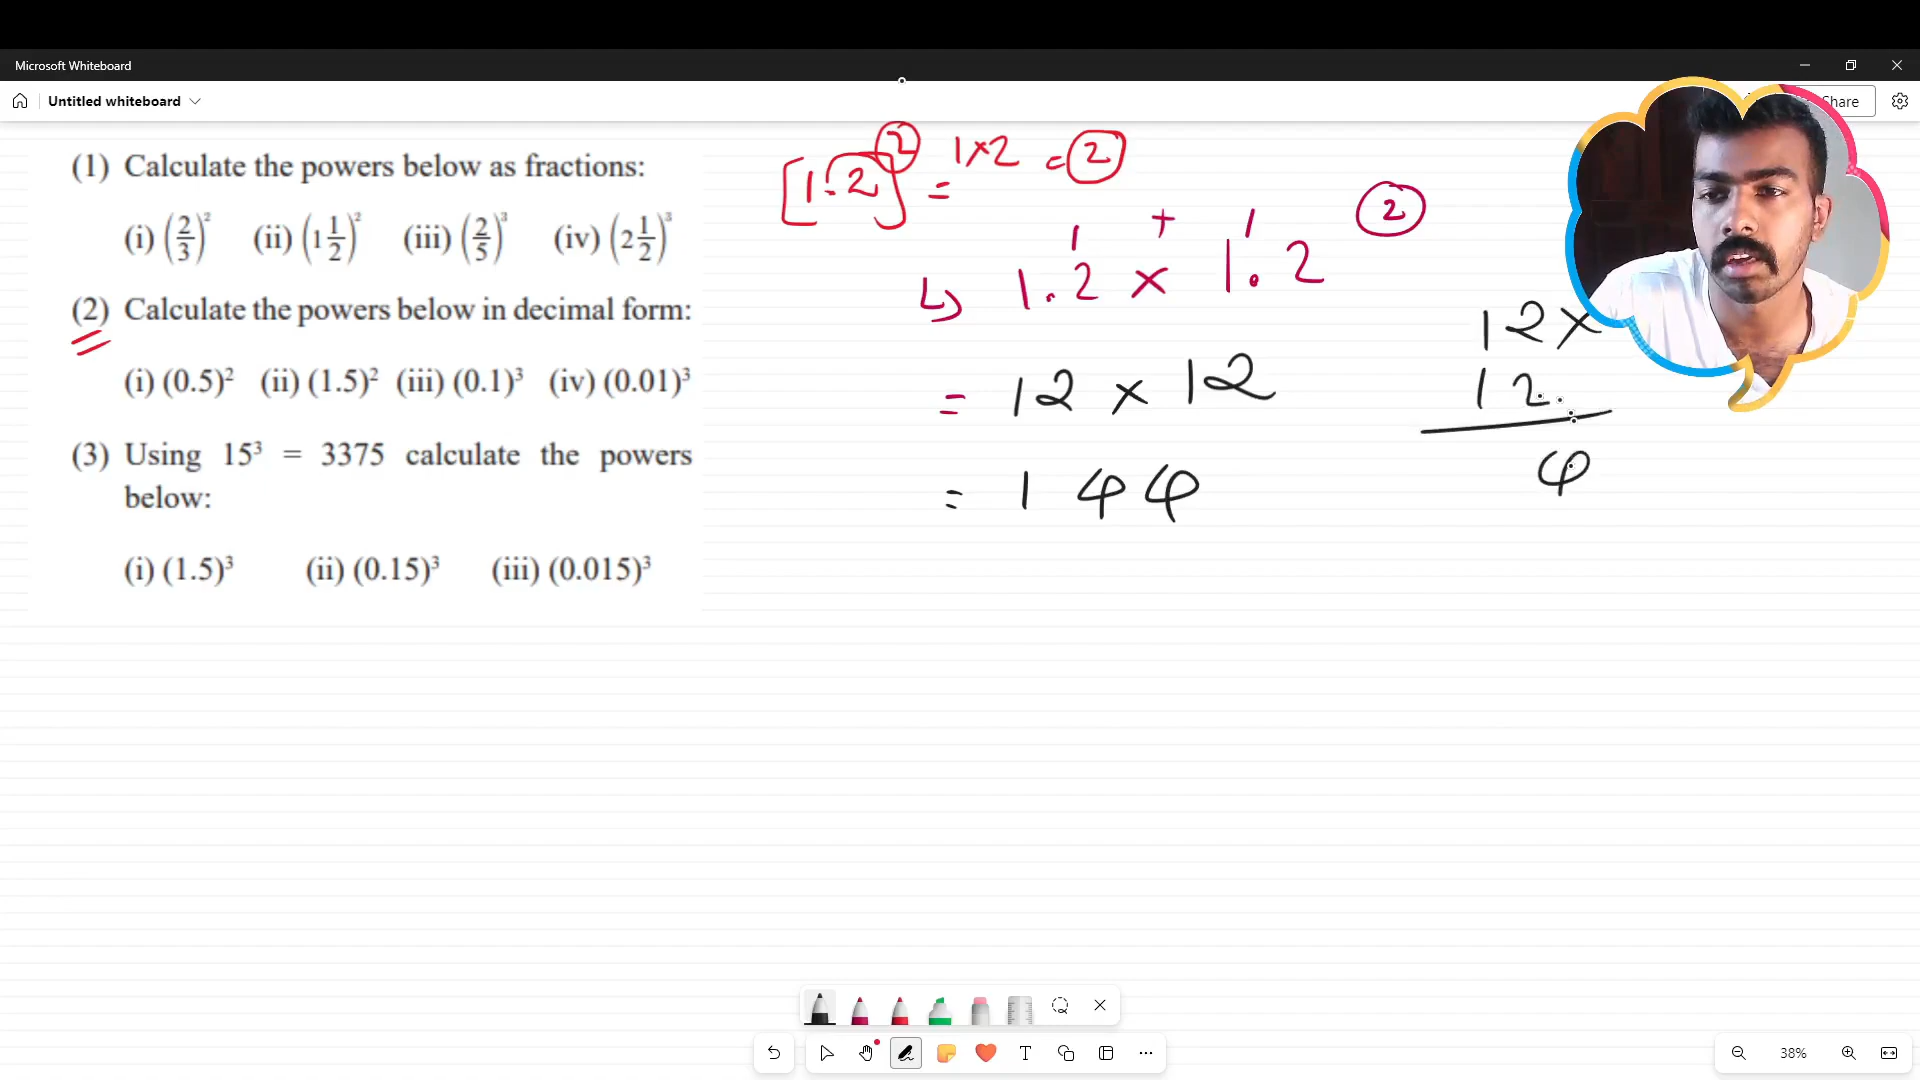 Microsoft Whiteboard
Untitled whiteboard
Share
(1) Calculate the powers below as fractions:
(i) (2/3)² (ii) (1 1/2)² (iii) (2/5)³ (iv) (2 1/2)³
(2) Calculate the powers below in decimal form:
(i) (0.5)² (ii) (1.5)² (iii) (0.1)³ (iv) (0.01)³
(3) Using 15³ = 3375 calculate the powers
below:
(i) (1.5)³ (ii) (0.15)³ (iii) (0.015)³
[1.2]² = 1×2 = 2
1 + 1 2
↳ 1.2 × 1.2
= 12 × 12
= 144
12×
12
4
38%